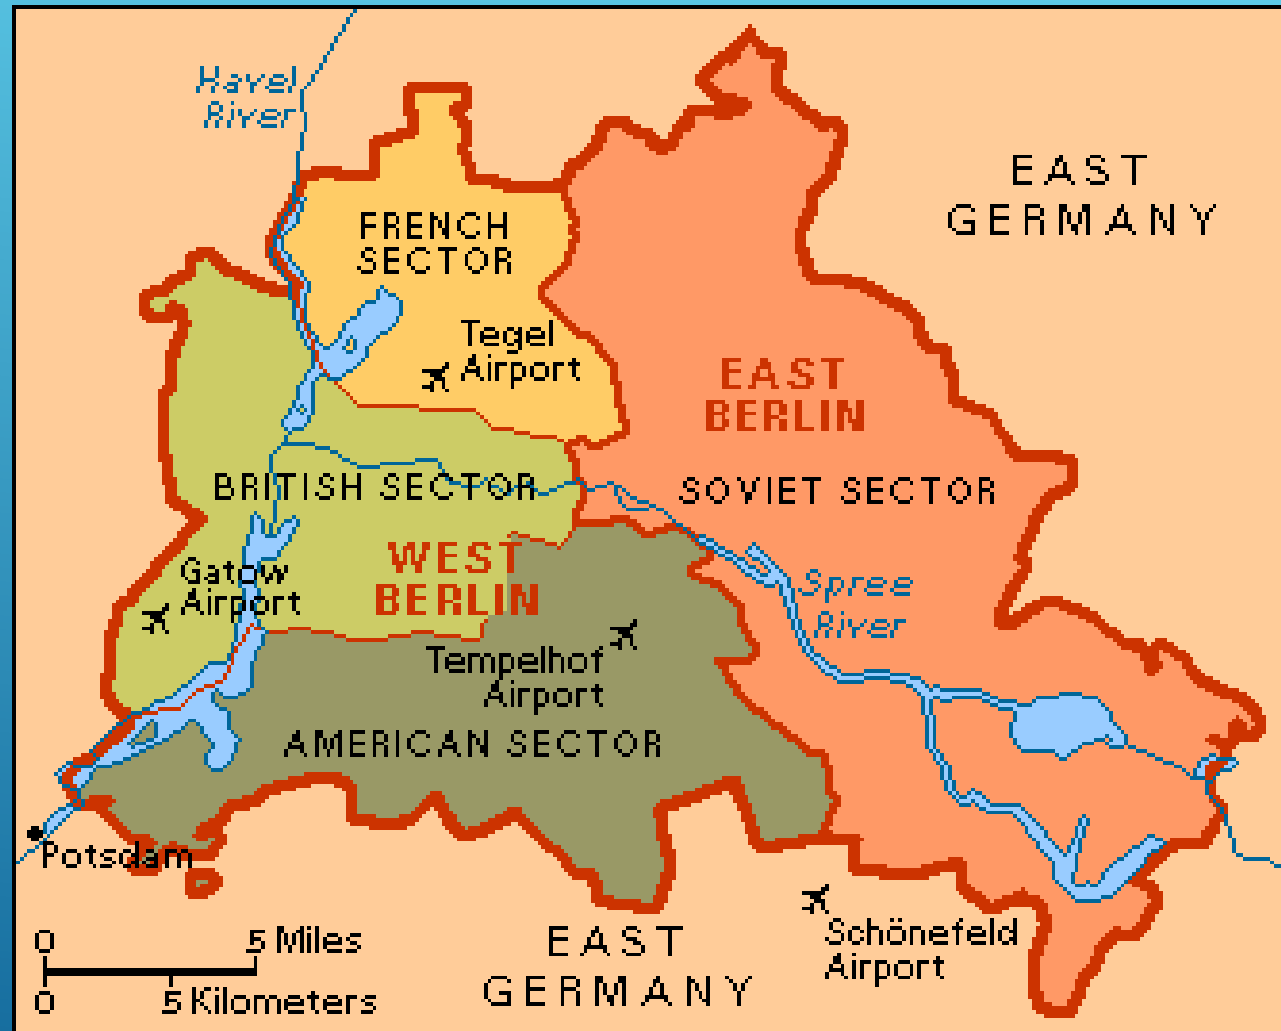 Havel
River
EAST
GERMANY
FRENCH
SECTOR
Tegel
Airport
EAST
BERLIN
BRITISH SECTOR
SOVIET SECTOR
WEST
BERLIN
Gatow
Airport
Spree
River
Tempelhof
Airport
AMERICAN SECTOR
Potsdam
Schönefeld
Airport
EAST
GERMANY
0 5 Miles
0 5 Kilometers